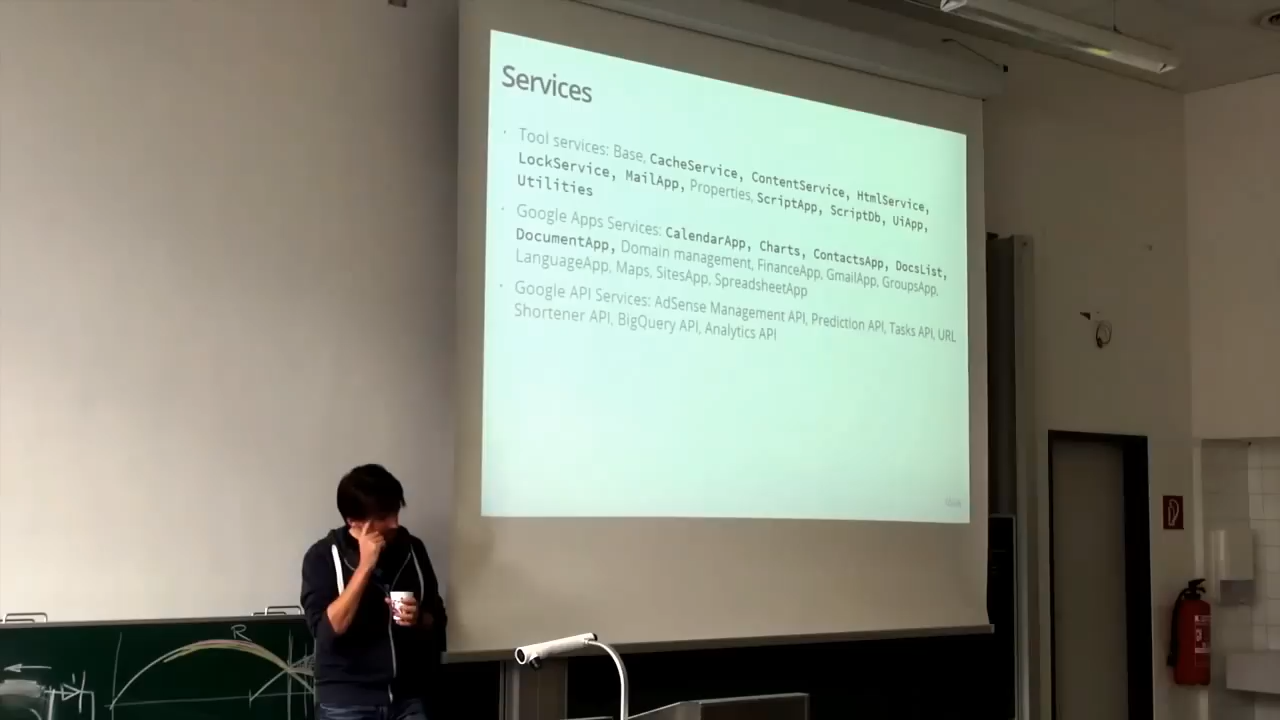 Services
Tool services: Base, CacheService, ContentService, HtmlService,
LockService, MailApp, Properties, ScriptApp, ScriptDb, UiApp,
Utilities
Google Apps Services: CalendarApp, Charts, ContactsApp, DocsList,
DocumentApp, Domain management, FinanceApp, GmailApp, GroupsApp,
LanguageApp, Maps, SitesApp, SpreadsheetApp
Google API Services: AdSense Management API, Prediction API, Tasks API, URL
Shortener API, BigQuery API, Analytics API
R